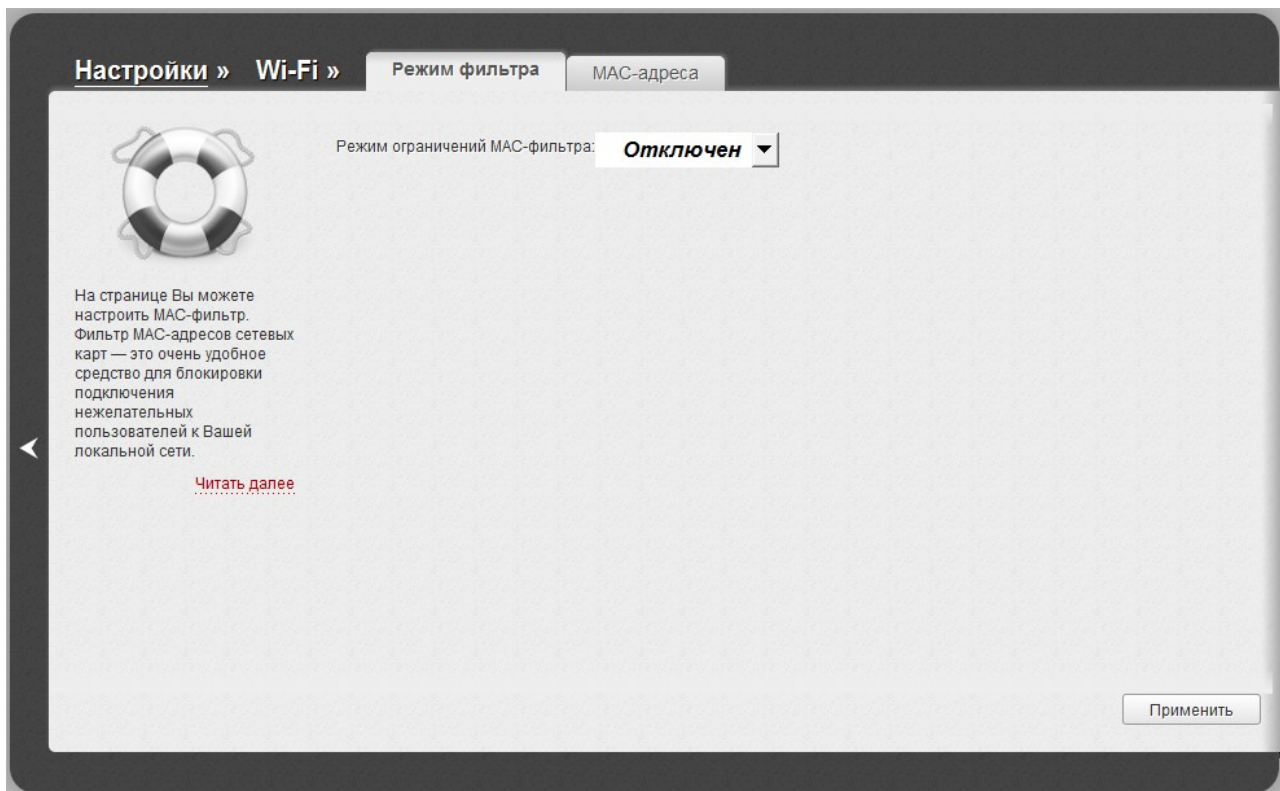 Настройки » Wi-Fi » Режим фильтра MAC-адреса
Режим ограничений MAC-фильтра: Отключен
На странице Вы можете
настроить MAC-фильтр.
Фильтр MAC-адресов сетевых
карт — это очень удобное
средство для блокировки
подключения
нежелательных
пользователей к Вашей
локальной сети.
Читать далее
Применить